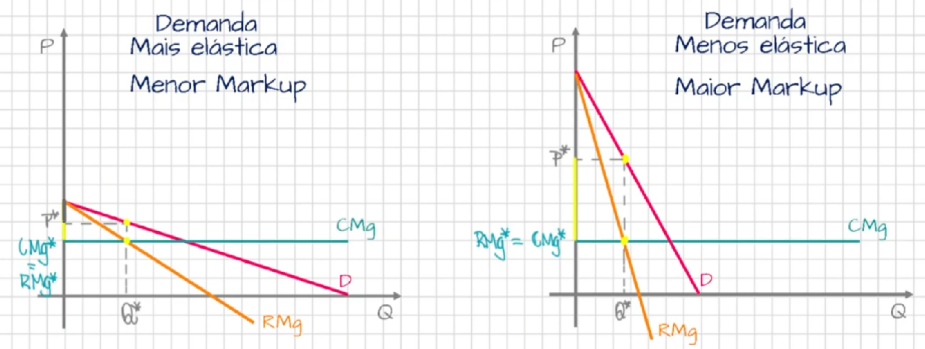 Demanda
Mais elástica
Menor Markup
P
P*
CMg*
=
RMg*
CMg
D
Q
Q*
RMg
Demanda
Menos elástica
Maior Markup
P
P*
RMg* = CMg*
CMg
D
Q
Q*
RMg